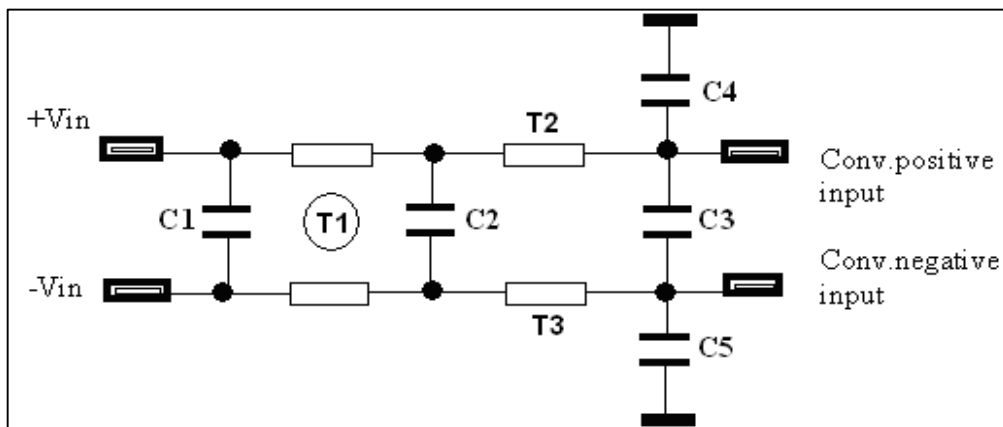 C4
+Vin
T2
Conv.positive
input
C1
T1
C2
C3
-Vin
Conv.negative
input
T3
C5